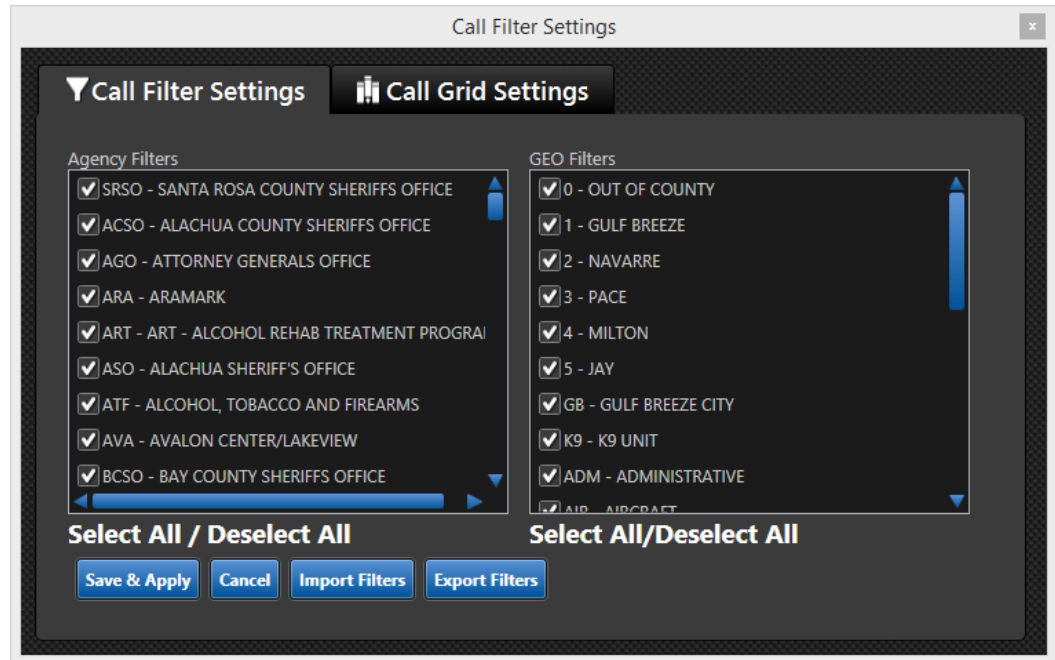 Call Filter Settings
x
Call Filter Settings
Call Grid Settings
Agency Filters
SRSO - SANTA ROSA COUNTY SHERIFFS OFFICE
ACSO - ALACHUA COUNTY SHERIFFS OFFICE
AGO - ATTORNEY GENERALS OFFICE
ARA - ARAMARK
ART - ART - ALCOHOL REHAB TREATMENT PROGRAI
ASO - ALACHUA SHERIFF'S OFFICE
ATF - ALCOHOL, TOBACCO AND FIREARMS
AVA - AVALON CENTER/LAKEVIEW
BCSO - BAY COUNTY SHERIFFS OFFICE
Select All / Deselect All
GEO Filters
0 - OUT OF COUNTY
1 - GULF BREEZE
2 - NAVARRE
3 - PACE
4 - MILTON
5 - JAY
GB - GULF BREEZE CITY
K9 - K9 UNIT
ADM - ADMINISTRATIVE
AIR - AIRCRAFT
Select All/Deselect All
Save & Apply
Cancel
Import Filters
Export Filters